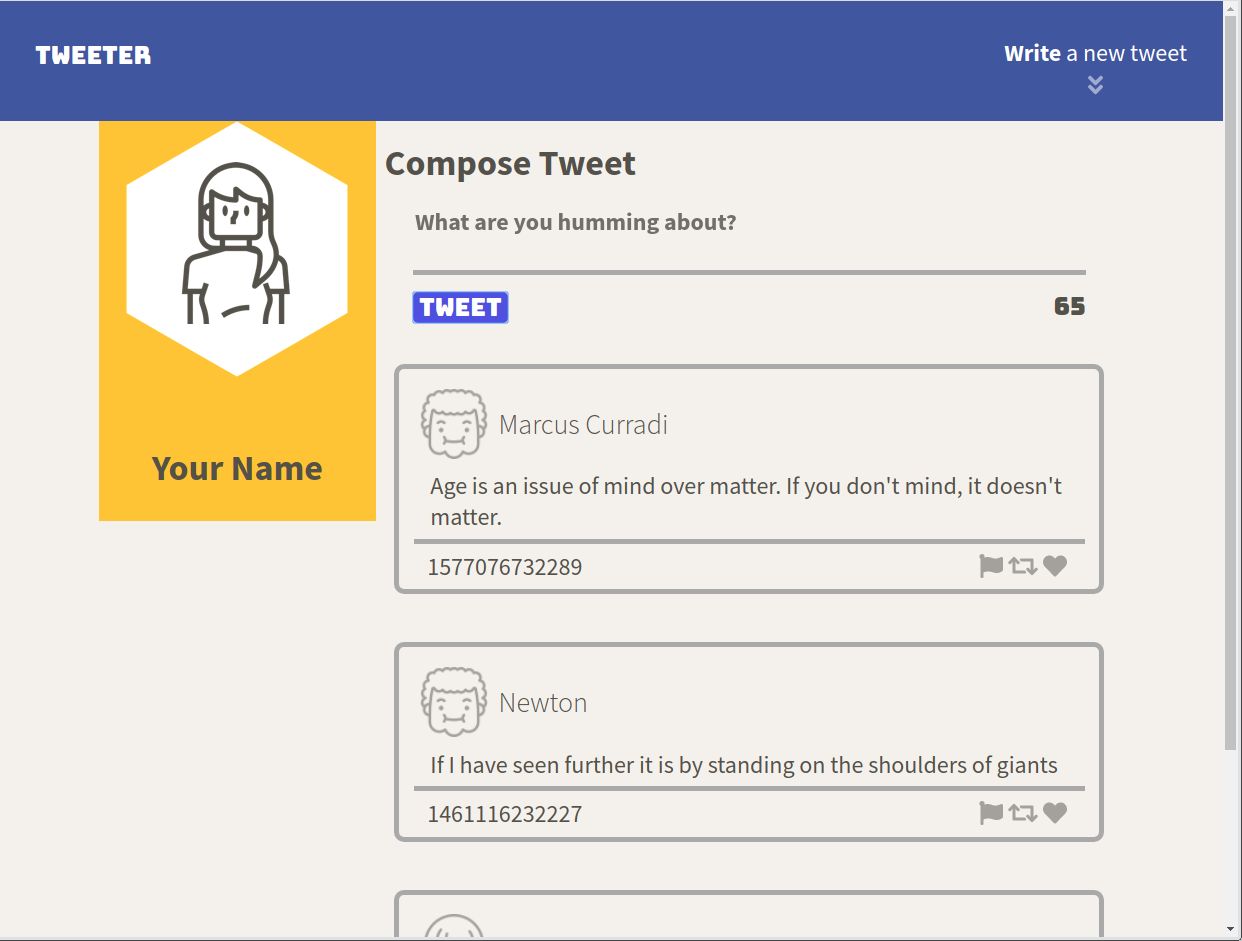 TWEETER
Write a new tweet
Your Name
Compose Tweet
What are you humming about?
TWEET
65
Marcus Curradi
Age is an issue of mind over matter. If you don't mind, it doesn't
matter.
1577076732289
Newton
If I have seen further it is by standing on the shoulders of giants
1461116232227